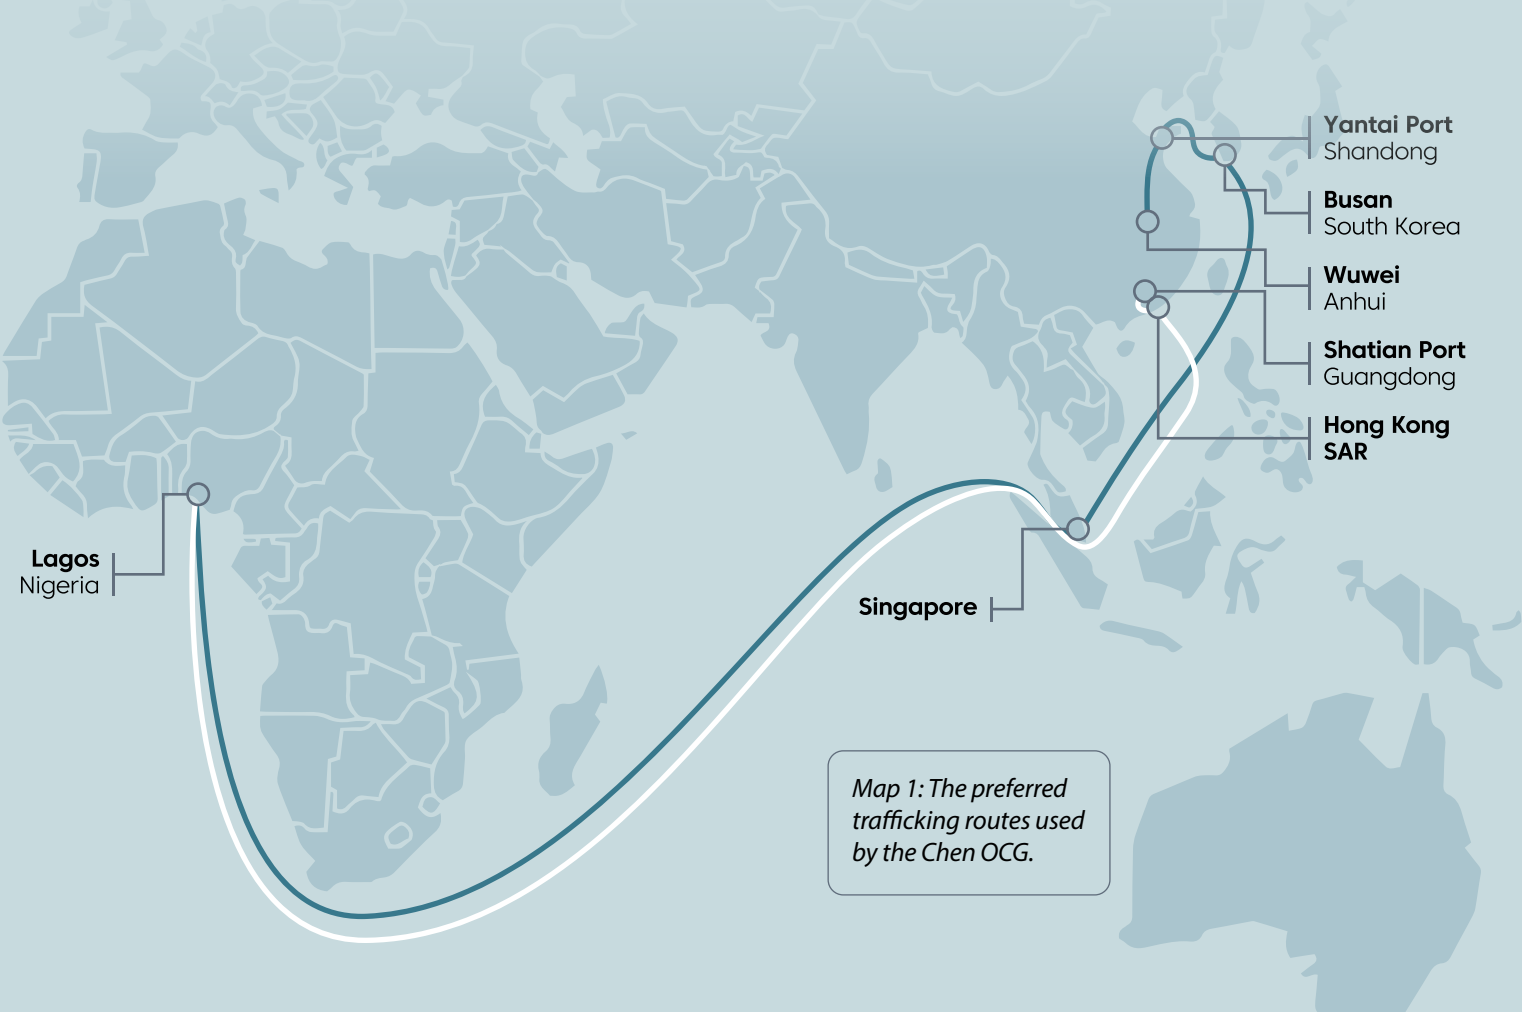 Yantai Port
Shandong
Busan
South Korea
Wuwei
Anhui
Shatian Port
Guangdong
Hong Kong
SAR
Lagos
Nigeria
Singapore
Map 1: The preferred
trafficking routes used
by the Chen OCG.